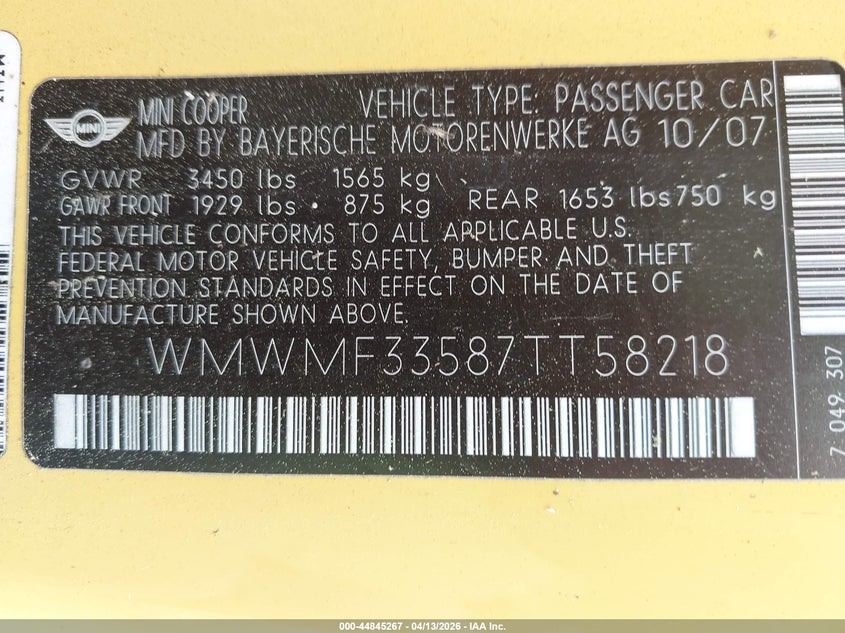 MINI COOPER VEHICLE TYPE: PASSENGER CAR
MINI
MFD BY BAYERISCHE MOTORENWERKE AG 10/07
GVWR 3450 lbs 1565 kg
GAWR FRONT 1929 lbs 875 kg REAR 1653 lbs 750 kg
THIS VEHICLE CONFORMS TO ALL APPLICABLE U.S.
FEDERAL MOTOR VEHICLE SAFETY, BUMPER AND THEFT
PREVENTION STANDARDS IN EFFECT ON THE DATE OF
MANUFACTURE SHOWN ABOVE.
WMWMF33587TT58218
7 049 307
000-44845267 - 04/13/2026 - IAA Inc.